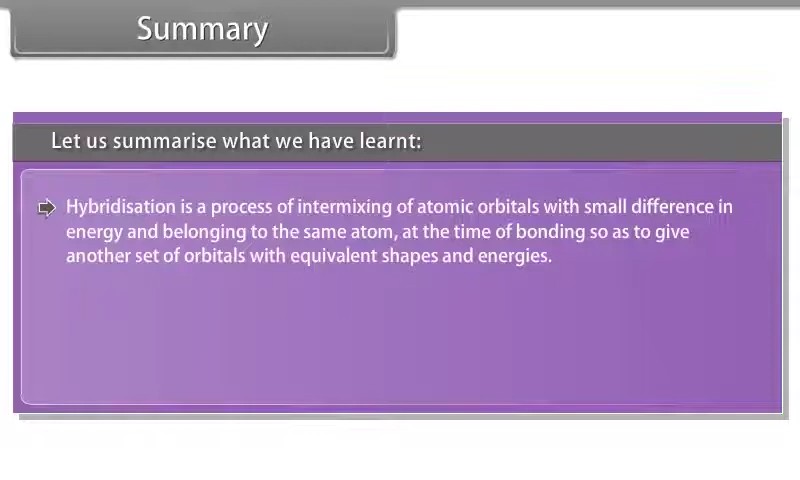 Summary
Let us summarise what we have learnt:
Hybridisation is a process of intermixing of atomic orbitals with small difference in
energy and belonging to the same atom, at the time of bonding so as to give
another set of orbitals with equivalent shapes and energies.